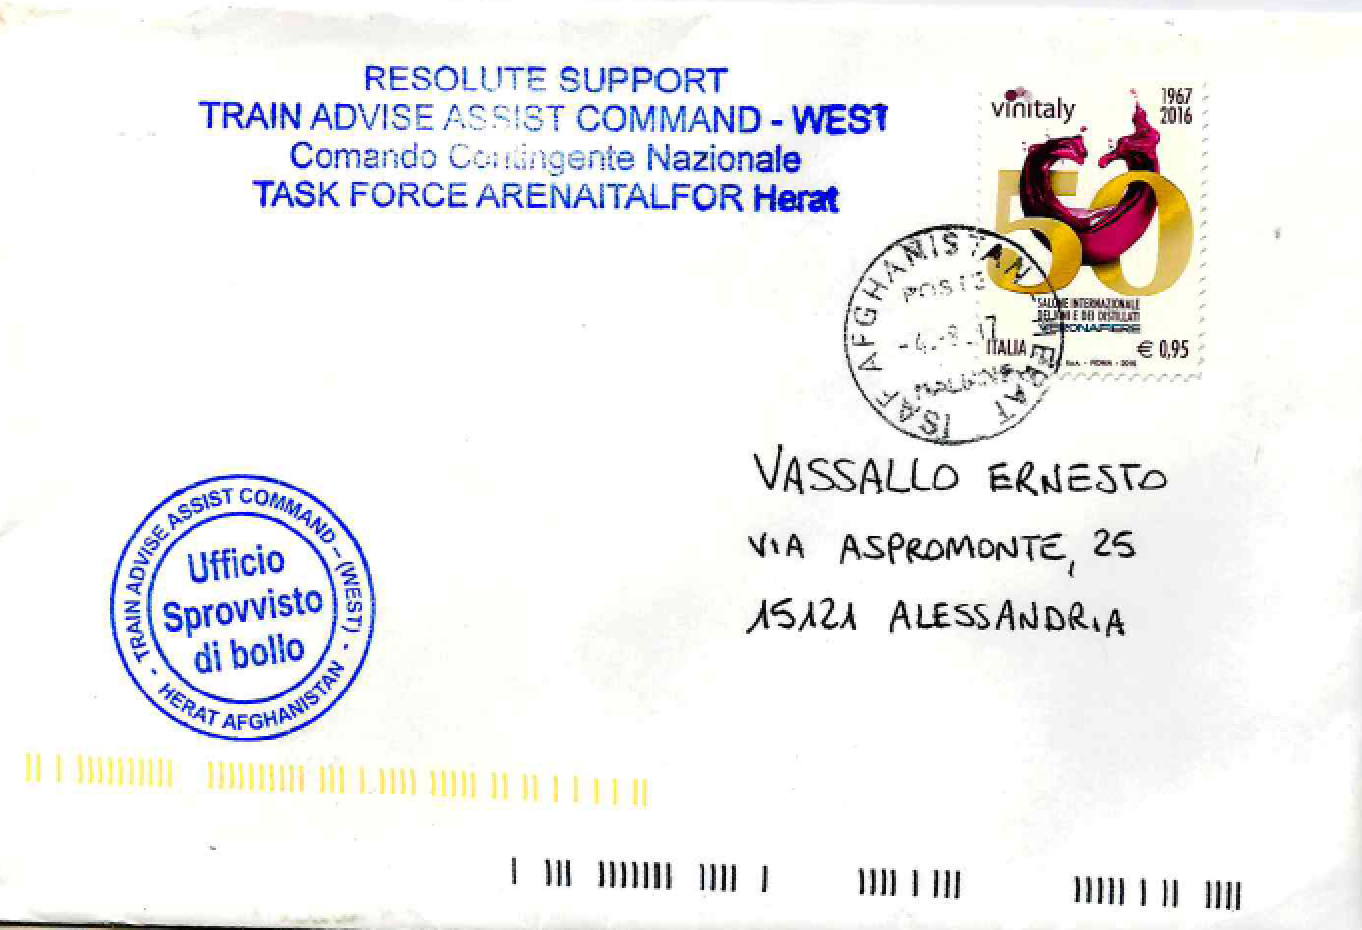 RESOLUTE SUPPORT
TRAIN ADVISE ASSIST COMMAND - WEST
Comando Contingente Nazionale
TASK FORCE ARENAITALFOR Herat
vinitaly
1967
2016
50
SALONE INTERNAZIONALE
DEI VINI E DEI DISTILLATI
VERONAFIERE
ITALIA
€ 0,95
ROMA - 2016
ISAF AFGHANISTAN HERAT
POSTE
VASSALLO ERNESTO
VIA ASPROMONTE, 25
15121 ALESSANDRIA
TRAIN ADVISE ASSIST COMMAND – (WEST) -
Ufficio
Sprovvisto
di bollo
- HERAT AFGHANISTAN